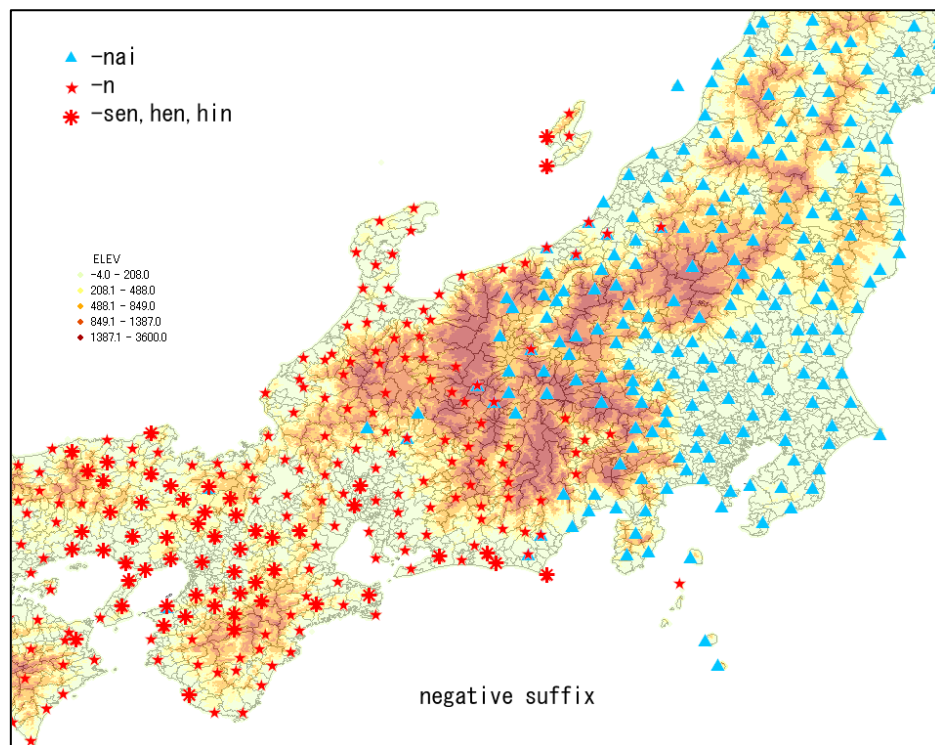 -nai
-n
-sen, hen, hin
ELEV
-4.0 - 208.0
208.1 - 488.0
488.1 - 849.0
849.1 - 1387.0
1387.1 - 3600.0
negative suffix